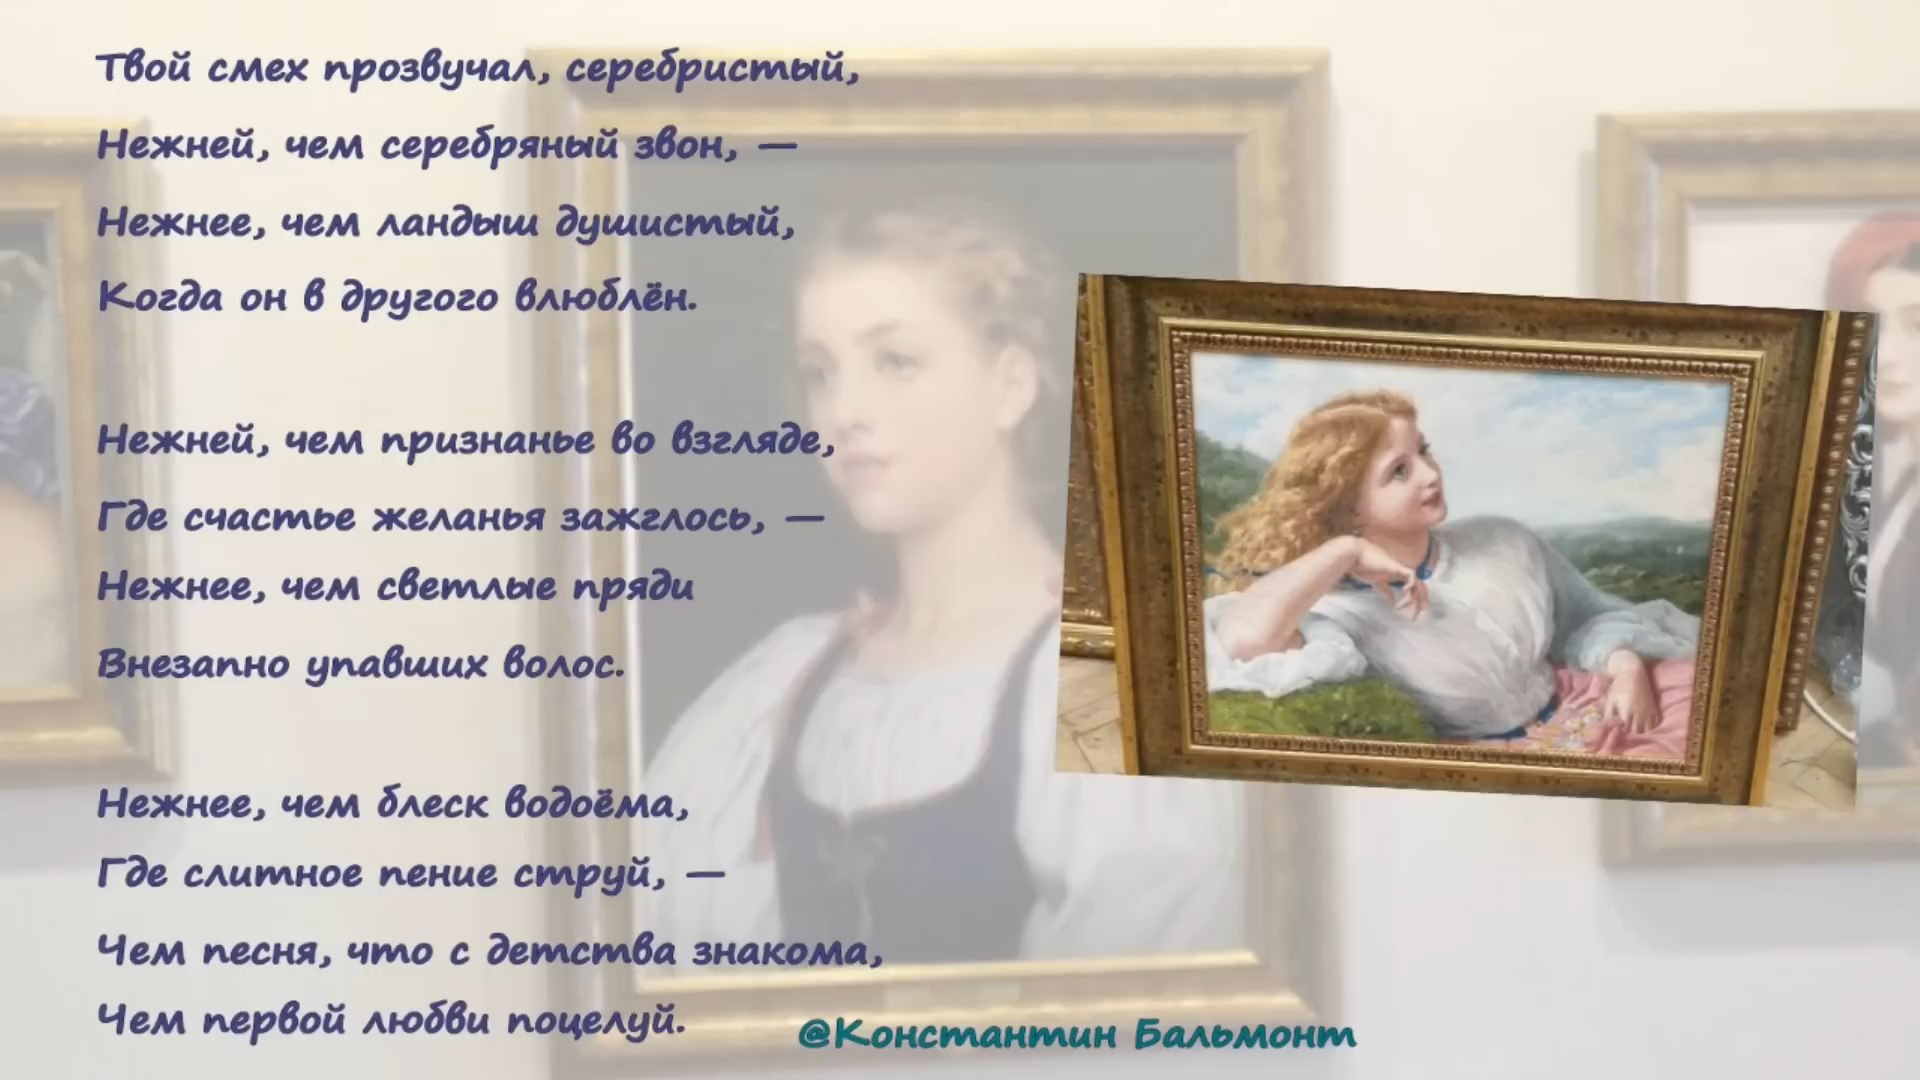 Твой смех прозвучал, серебристый,
Нежней, чем серебряный звон, —
Нежнее, чем ландыш душистый,
Когда он в другого влюблён.
Нежней, чем признанье во взгляде,
Где счастье желанья зажглось, —
Нежнее, чем светлые пряди
Внезапно упавших волос.
Нежнее, чем блеск водоёма,
Где слитное пение струй, —
Чем песня, что с детства знакома,
Чем первой любви поцелуй.
@Константин Бальмонт